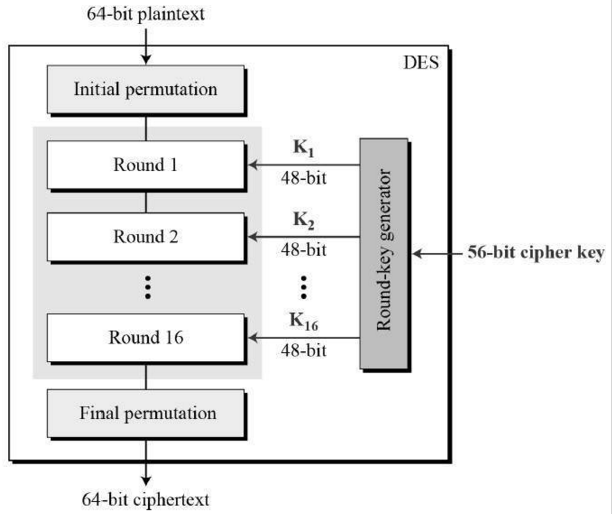 64-bit plaintext
DES
Initial permutation
Round 1
K1
48-bit
Round 2
K2
48-bit
Round-key generator
56-bit cipher key
Round 16
K16
48-bit
Final permutation
64-bit ciphertext